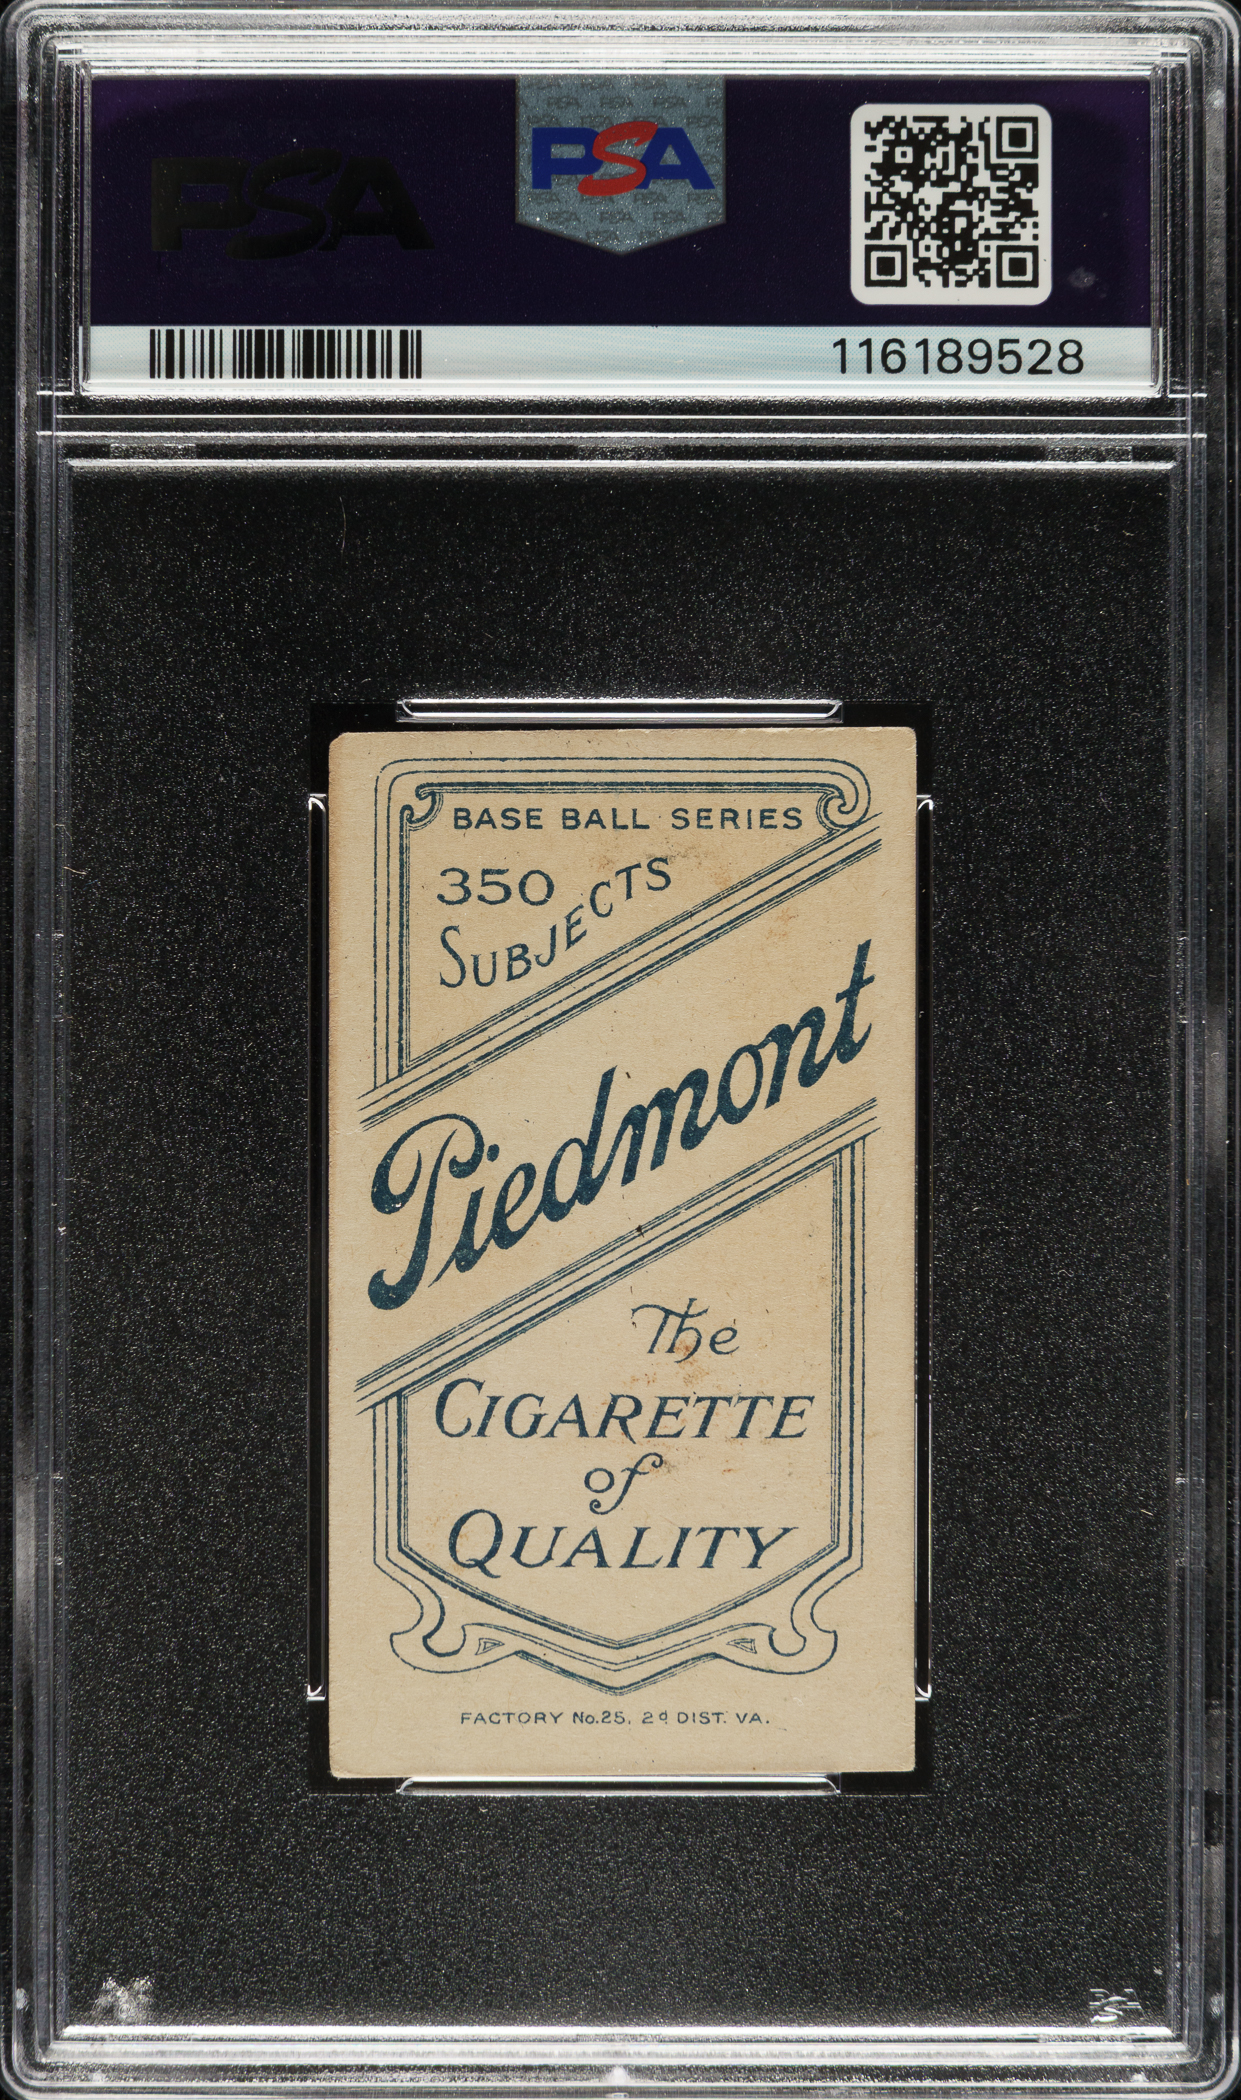 PSA
PSA
116189528
BASE BALL SERIES
350
SUBJECTS
Piedmont
The
CIGARETTE
of
QUALITY
FACTORY No.25, 2d DIST. VA.
PSA